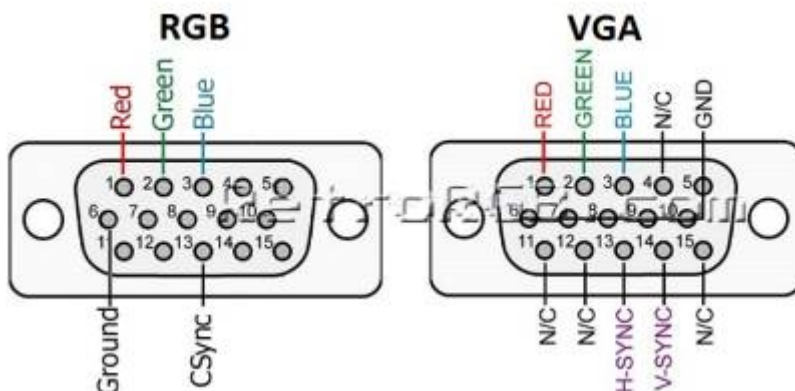 RGB
VGA
Red
Green
Blue
1 2 3 4 5
6 7 8 9 10
11 12 13 14 15
Ground
CSync
RED
GREEN
BLUE
N/C
GND
1 2 3 4 5
6 7 8 9 10
11 12 13 14 15
N/C
N/C
H-SYNC
V-SYNC
N/C